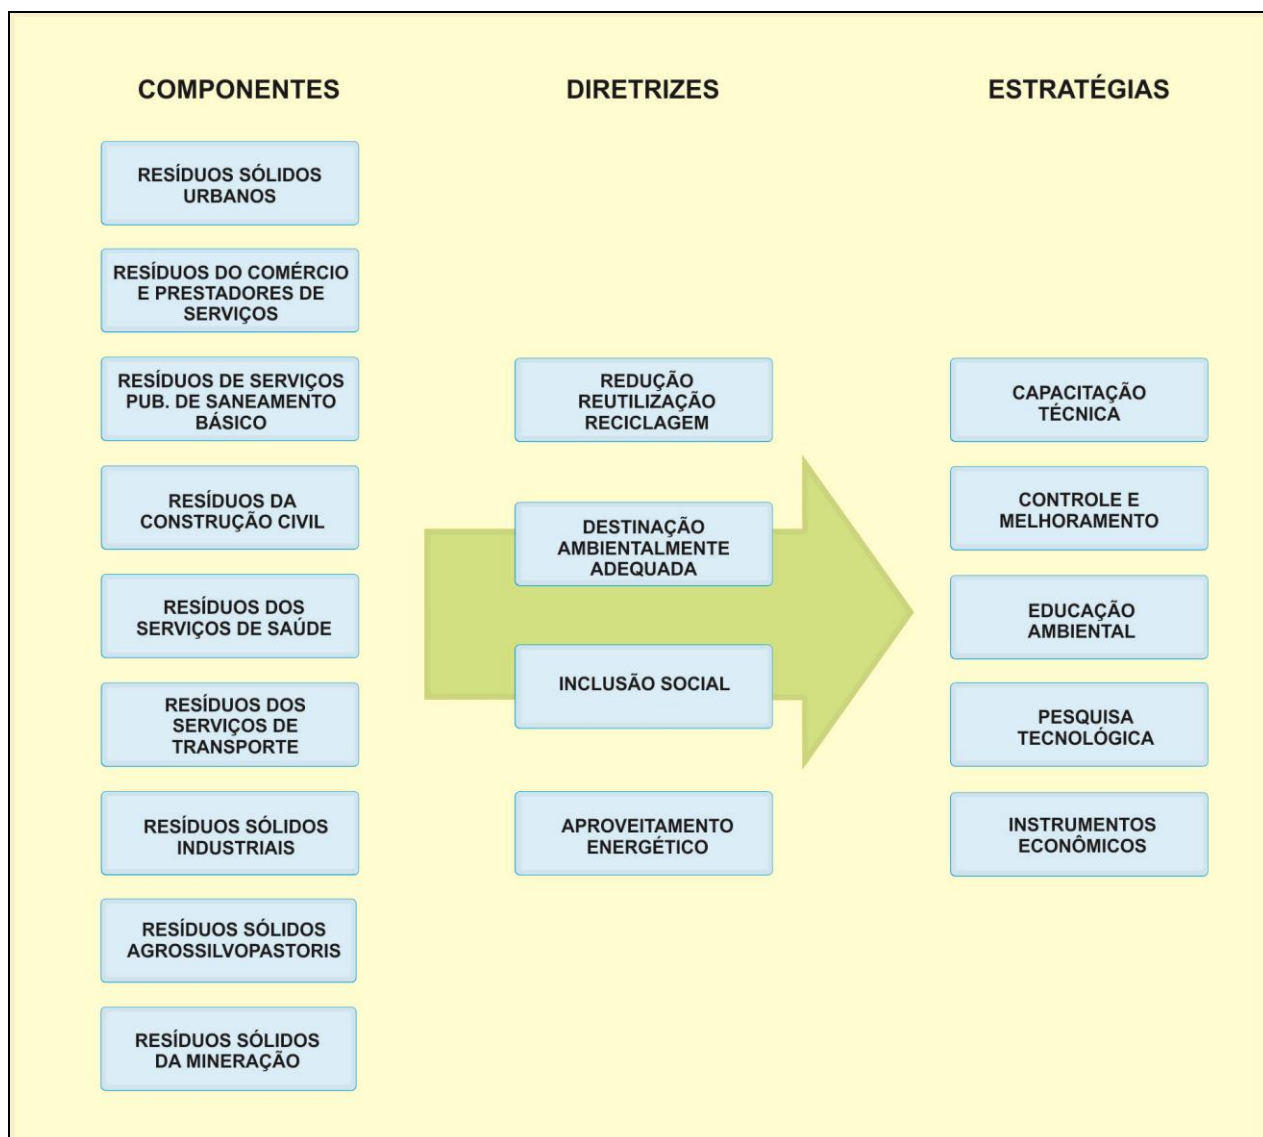 COMPONENTES
RESÍDUOS SÓLIDOS
URBANOS
RESÍDUOS DO COMÉRCIO
E PRESTADORES DE
SERVIÇOS
RESÍDUOS DE SERVIÇOS
PUB. DE SANEAMENTO
BÁSICO
RESÍDUOS DA
CONSTRUÇÃO CIVIL
RESÍDUOS DOS
SERVIÇOS DE SAÚDE
RESÍDUOS DOS
SERVIÇOS DE
TRANSPORTE
RESÍDUOS SÓLIDOS
INDUSTRIAIS
RESÍDUOS SÓLIDOS
AGROSSILVOPASTORIS
RESÍDUOS SÓLIDOS
DA MINERAÇÃO
DIRETRIZES
REDUÇÃO
REUTILIZAÇÃO
RECICLAGEM
DESTINAÇÃO
AMBIENTALMENTE
ADEQUADA
INCLUSÃO SOCIAL
APROVEITAMENTO
ENERGÉTICO
ESTRATÉGIAS
CAPACITAÇÃO
TÉCNICA
CONTROLE E
MELHORAMENTO
EDUCAÇÃO
AMBIENTAL
PESQUISA
TECNOLÓGICA
INSTRUMENTOS
ECONÔMICOS